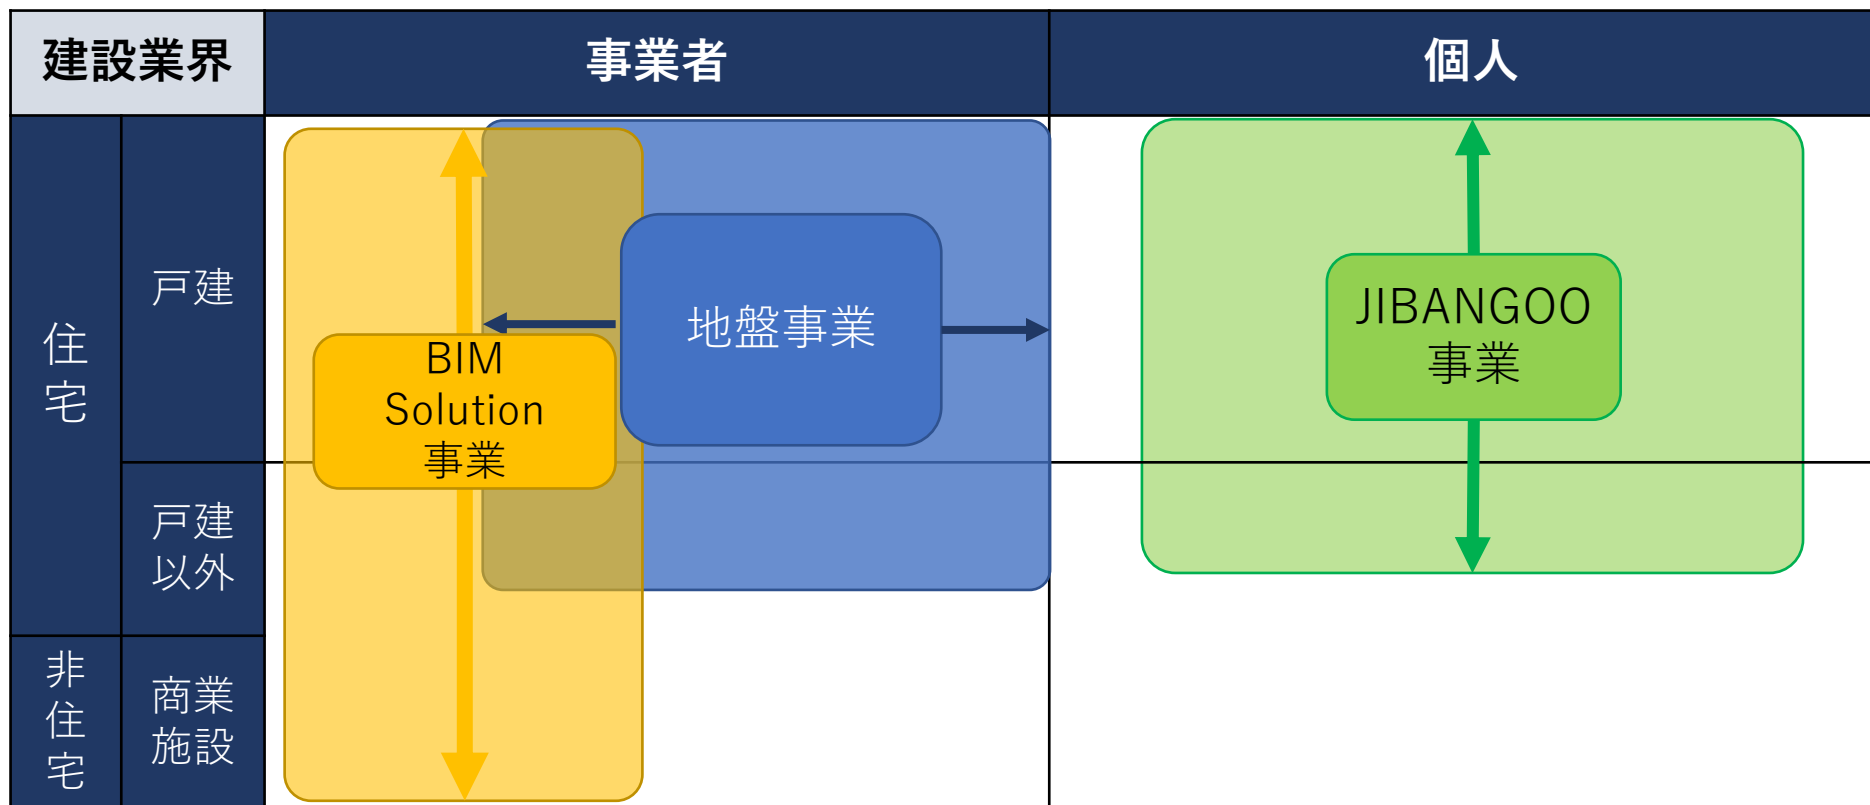 建設業界
事業者
個人
住
宅
戸建
地盤事業
JIBANGOO
事業
BIM
Solution
事業
戸建
以外
非
住
宅
商業
施設